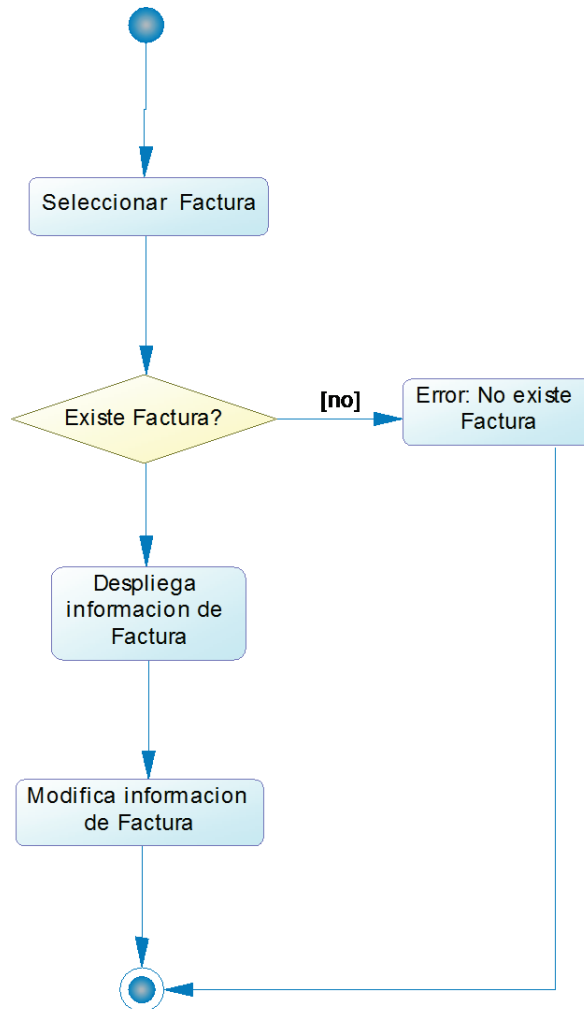 Seleccionar Factura
Existe Factura?
[no]
Error: No existe
Factura
Despliega
informacion de
Factura
Modifica informacion
de Factura